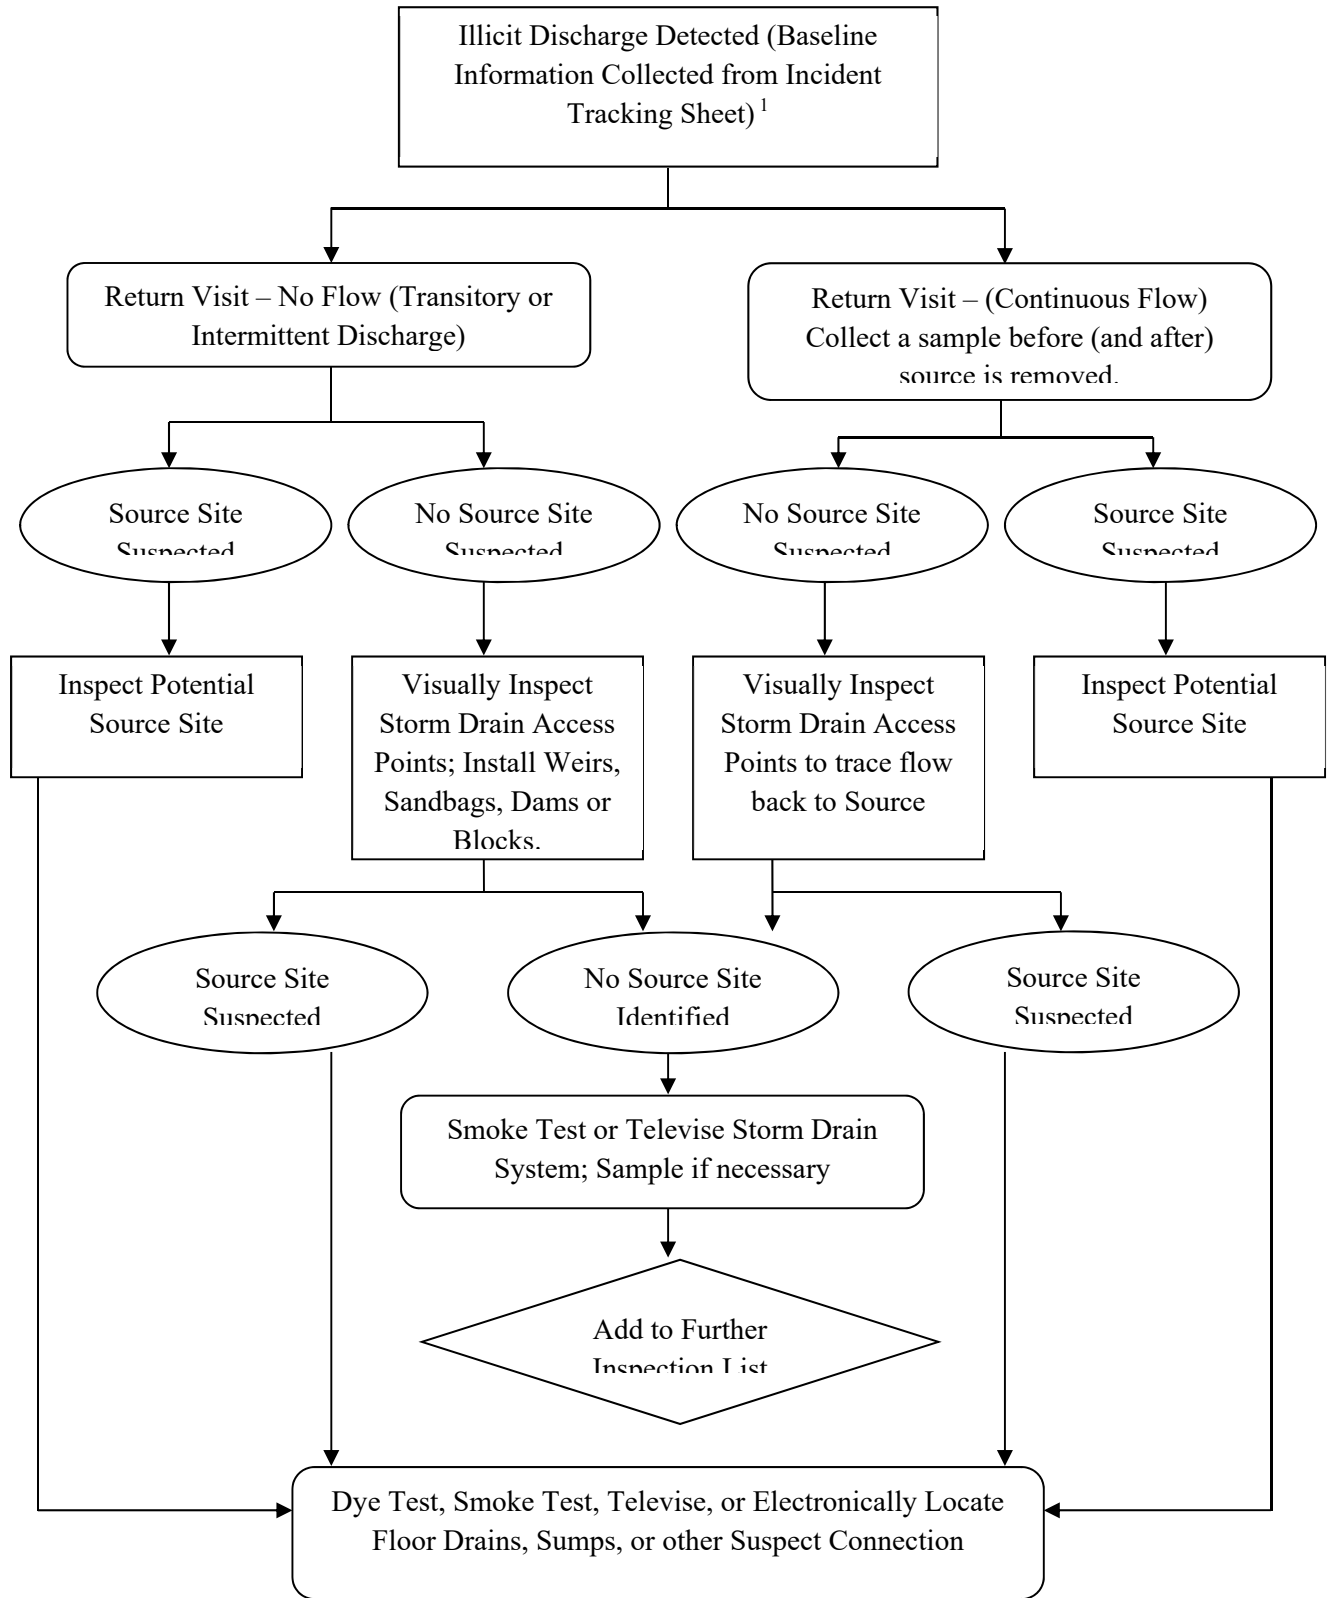 Illicit Discharge Detected (Baseline
Information Collected from Incident
Tracking Sheet) 1
Return Visit – No Flow (Transitory or
Intermittent Discharge)
Return Visit – (Continuous Flow)
Collect a sample before (and after)
source is removed.
Source Site
Suspected
No Source Site
Suspected
No Source Site
Suspected
Source Site
Suspected
Inspect Potential
Source Site
Visually Inspect
Storm Drain Access
Points; Install Weirs,
Sandbags, Dams or
Blocks.
Visually Inspect
Storm Drain Access
Points to trace flow
back to Source
Inspect Potential
Source Site
Source Site
Suspected
No Source Site
Identified
Source Site
Suspected
Smoke Test or Televise Storm Drain
System; Sample if necessary
Add to Further
Inspection List
Dye Test, Smoke Test, Televise, or Electronically Locate
Floor Drains, Sumps, or other Suspect Connection